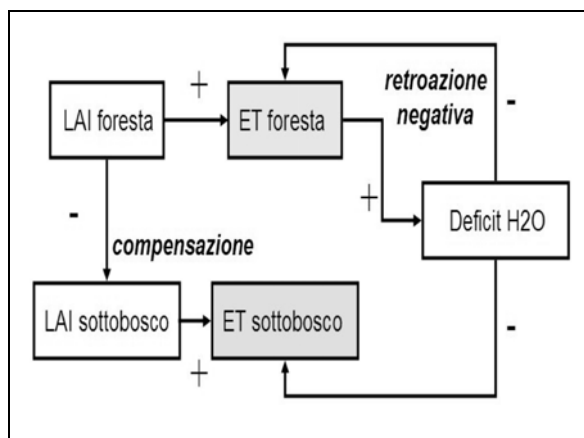 retroazione
negativa
-
+
LAI foresta
ET foresta
+
Deficit H2O
-
compensazione
LAI sottobosco
ET sottobosco
+
-